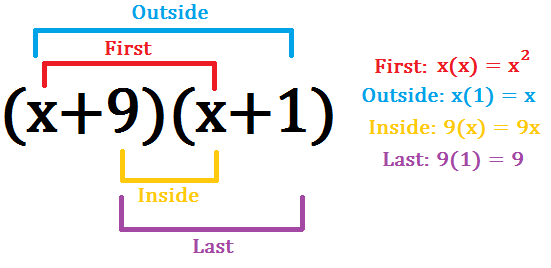 Outside
First
(x+9)(x+1)
Inside
Last
First: x(x) = x²
Outside: x(1) = x
Inside: 9(x) = 9x
Last: 9(1) = 9